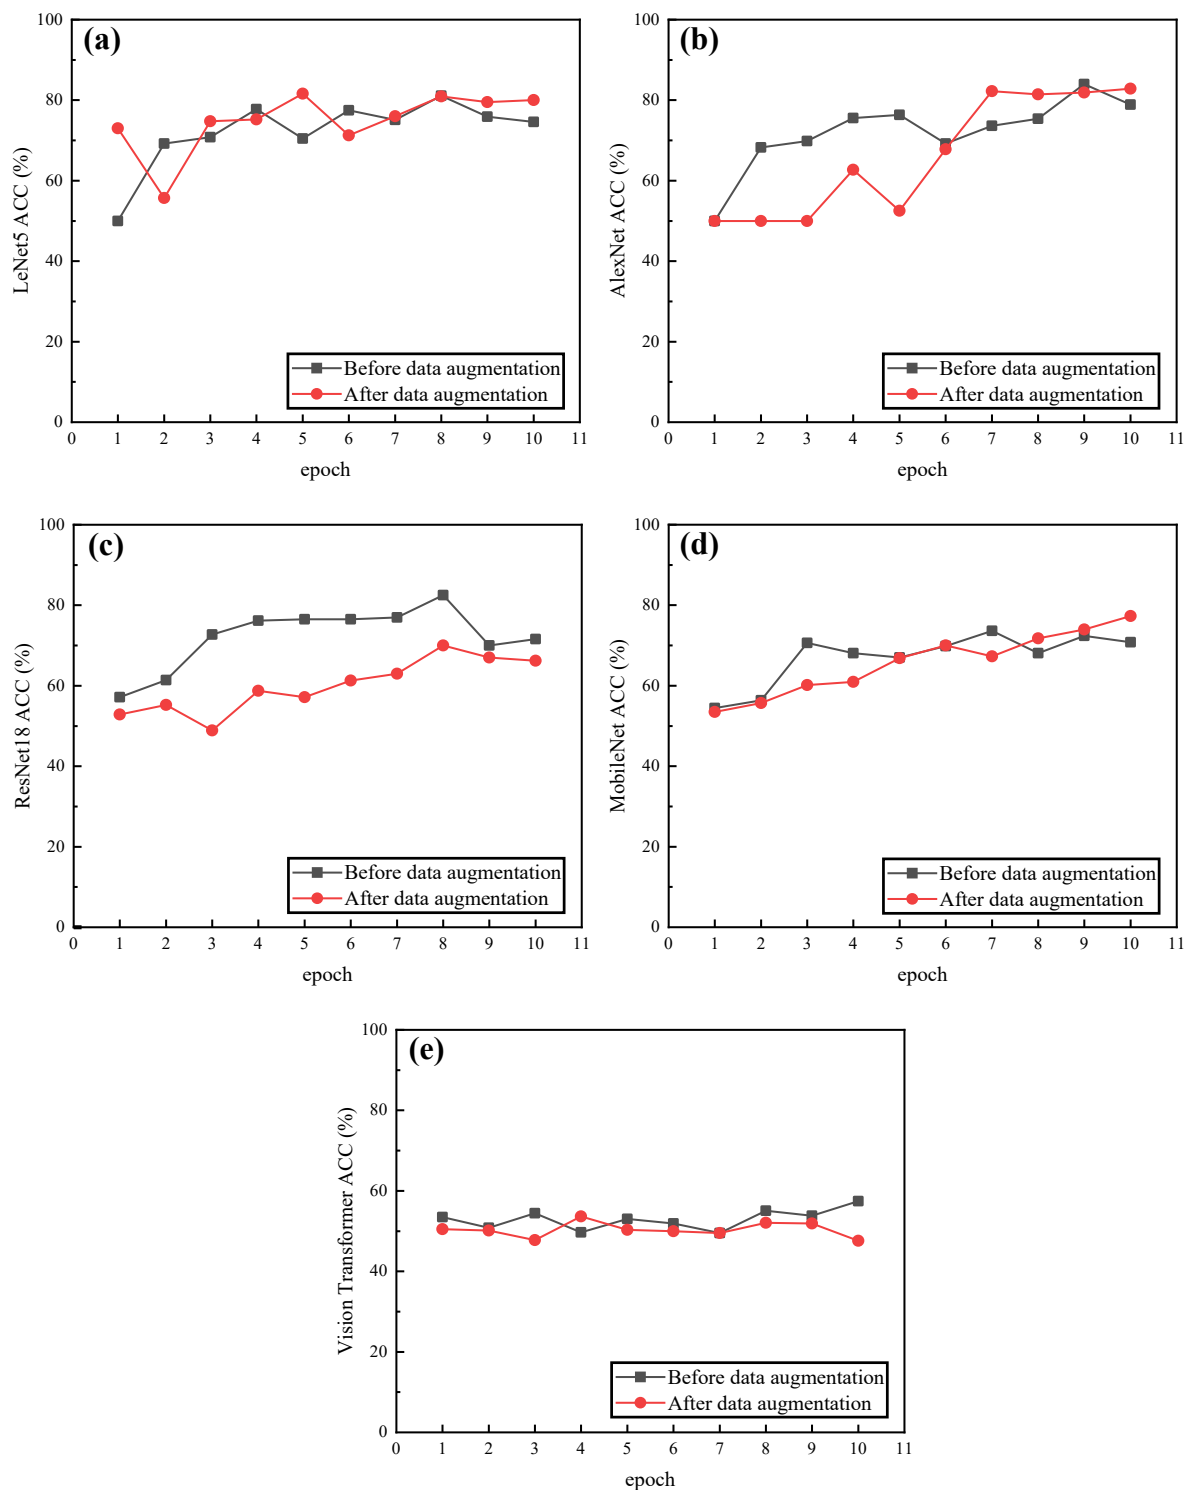 (a)
LeNet5 ACC (%)
100
80
60
40
20
0
Before data augmentation
After data augmentation
0 1 2 3 4 5 6 7 8 9 10 11
epoch
(b)
AlexNet ACC (%)
100
80
60
40
20
0
Before data augmentation
After data augmentation
0 1 2 3 4 5 6 7 8 9 10 11
epoch
(c)
ResNet18 ACC (%)
100
80
60
40
20
0
Before data augmentation
After data augmentation
0 1 2 3 4 5 6 7 8 9 10 11
epoch
(d)
MobileNet ACC (%)
100
80
60
40
20
0
Before data augmentation
After data augmentation
0 1 2 3 4 5 6 7 8 9 10 11
epoch
(e)
Vision Transformer ACC (%)
100
80
60
40
20
0
Before data augmentation
After data augmentation
0 1 2 3 4 5 6 7 8 9 10 11
epoch